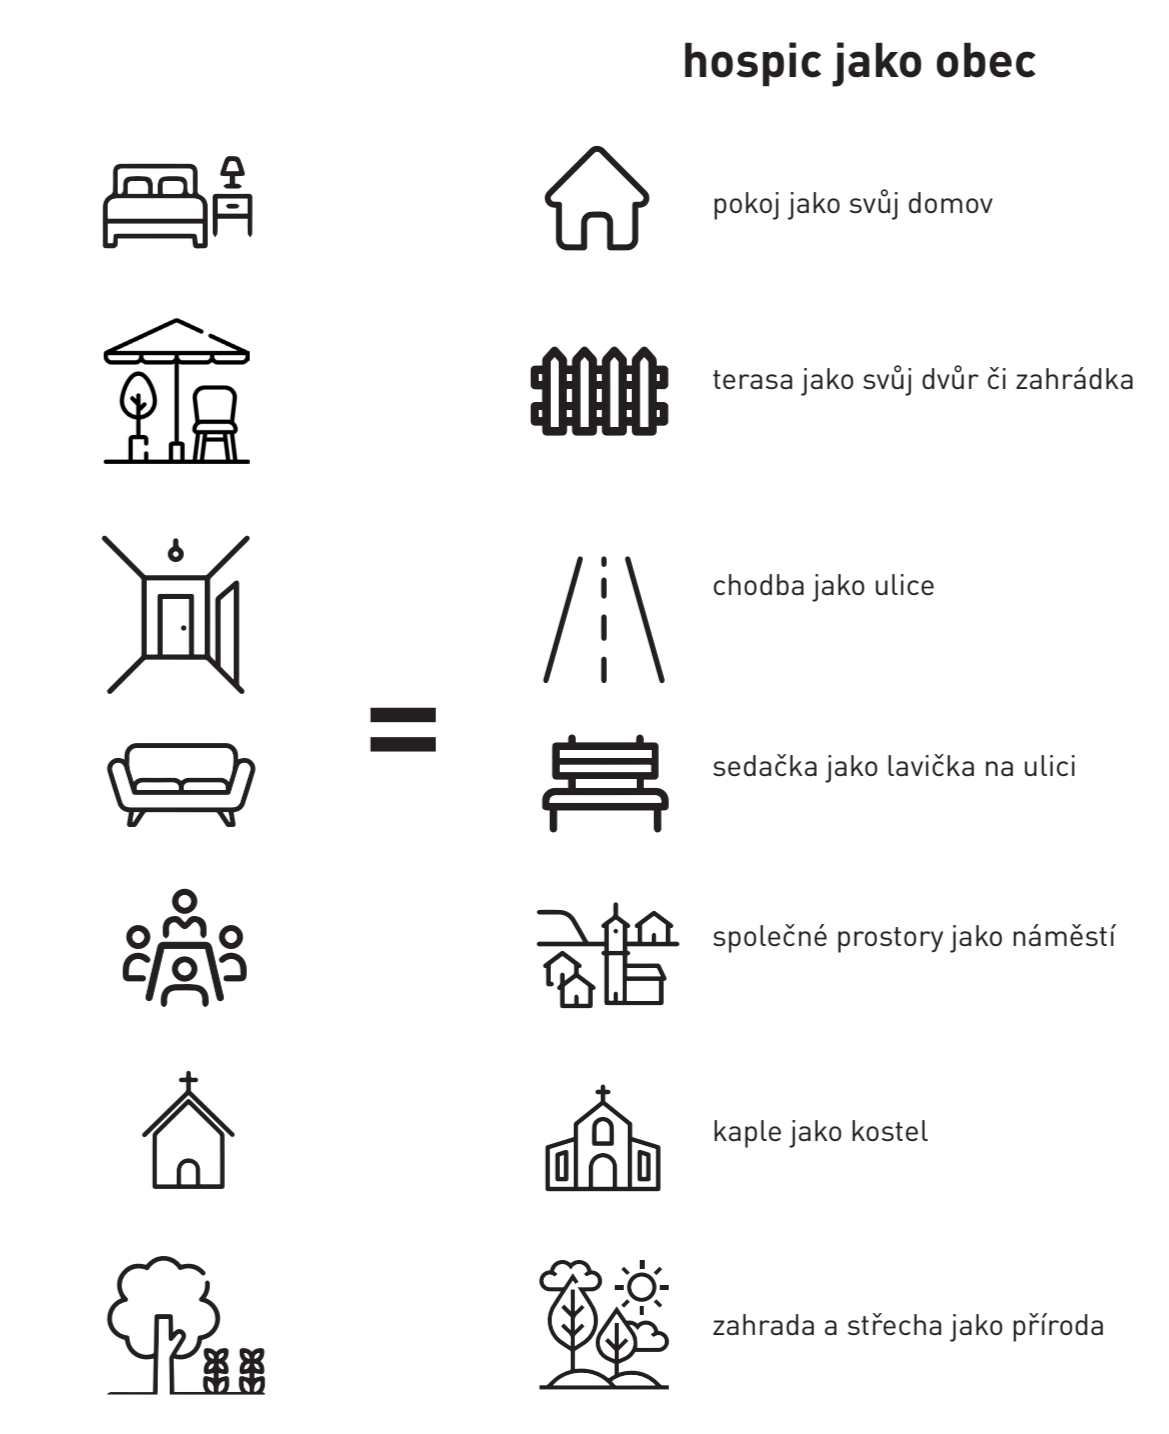 hospic jako obec
pokoj jako svůj domov
terasa jako svůj dvůr či zahrádka
chodba jako ulice
sedačka jako lavička na ulici
společné prostory jako náměstí
kaple jako kostel
zahrada a střecha jako příroda